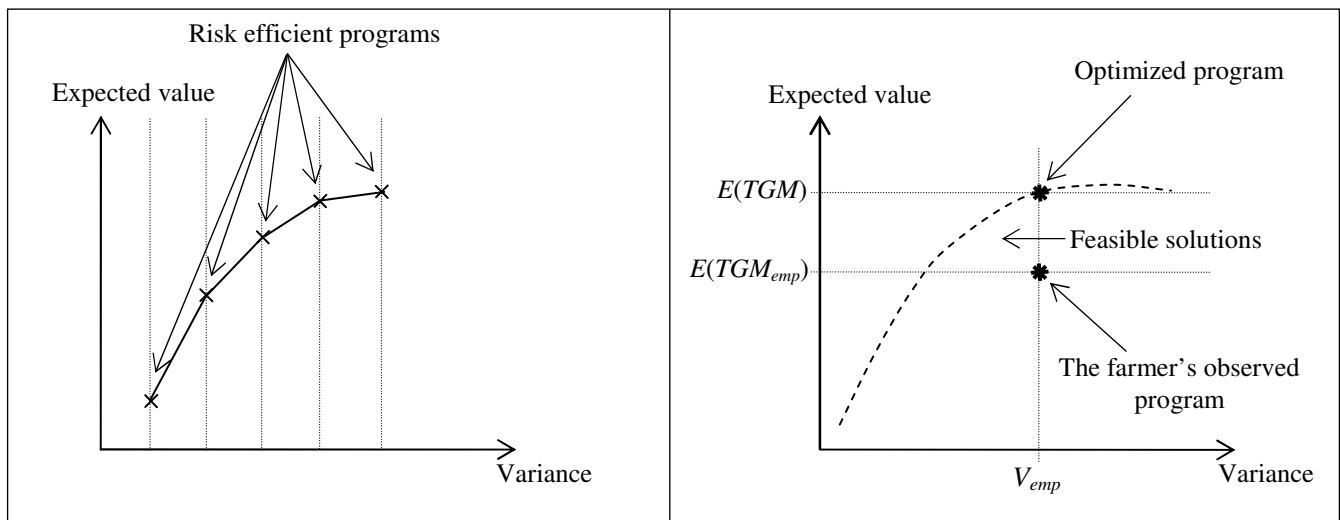 Risk efficient programs
Expected value
Variance
Optimized program
Expected value
E(TGM)
Feasible solutions
E(TGMemp)
The farmer's observed
program
Vemp
Variance